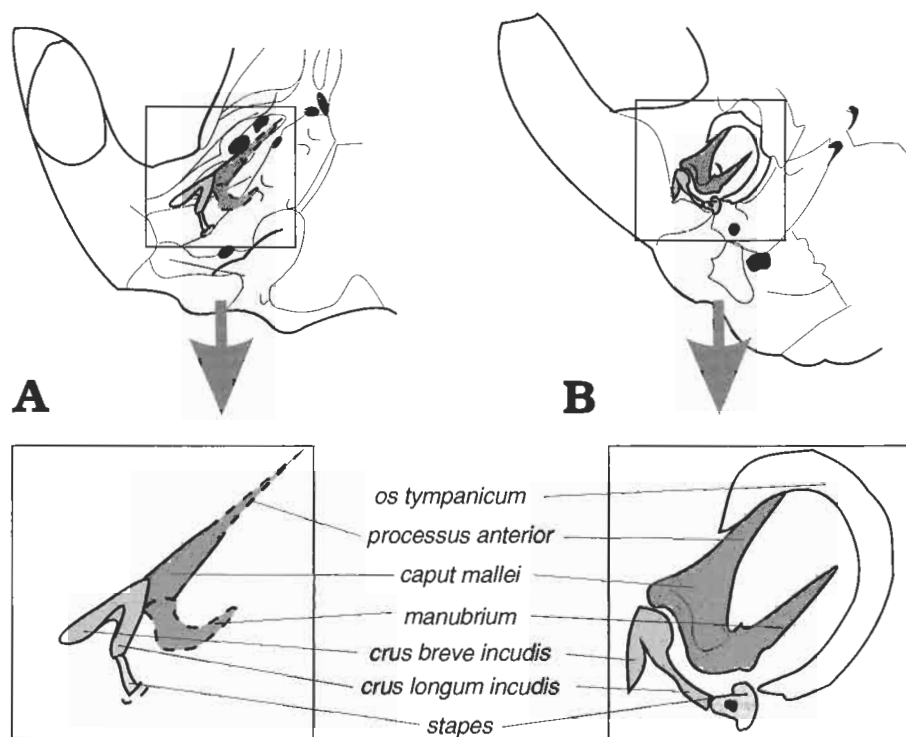 A
B
os tympanicum
processus anterior
caput mallei
manubrium
crus breve incudis
crus longum incudis
stapes